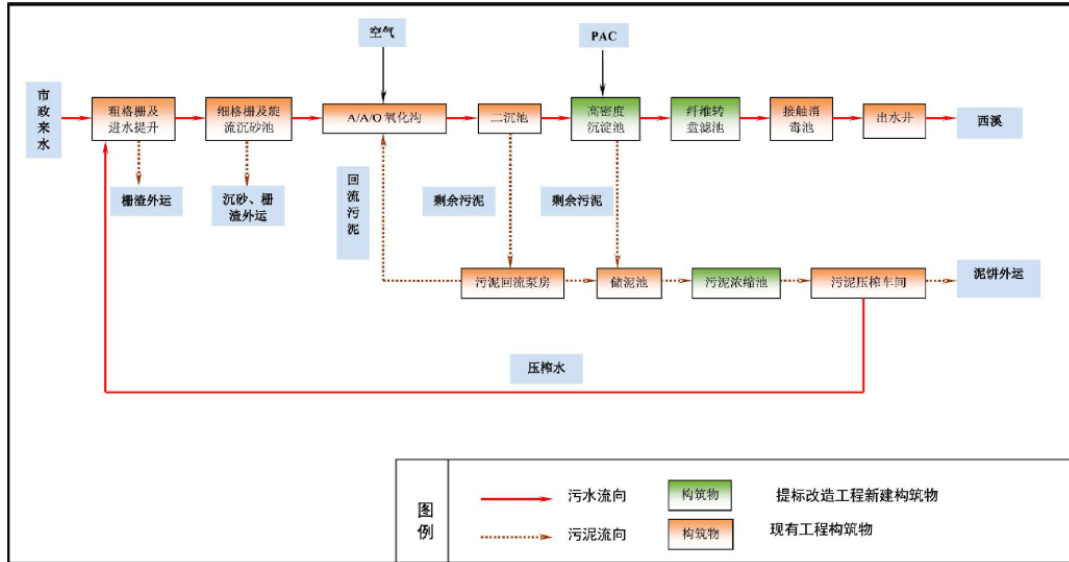 空气
PAC
市
政
来
水
粗格栅及
进水提升
细格栅及旋
流沉砂池
A/A/O 氧化沟
二沉池
高密度
沉淀池
纤维转
盘滤池
接触消
毒池
出水井
西溪
栅渣外运
沉砂、栅
渣外运
回
流
污
泥
剩余污泥
剩余污泥
污泥回流泵房
储泥池
污泥浓缩池
污泥压榨车间
泥饼外运
压榨水
图
例
污水流向
构筑物
提标改造工程新建构筑物
污泥流向
构筑物
现有工程构筑物